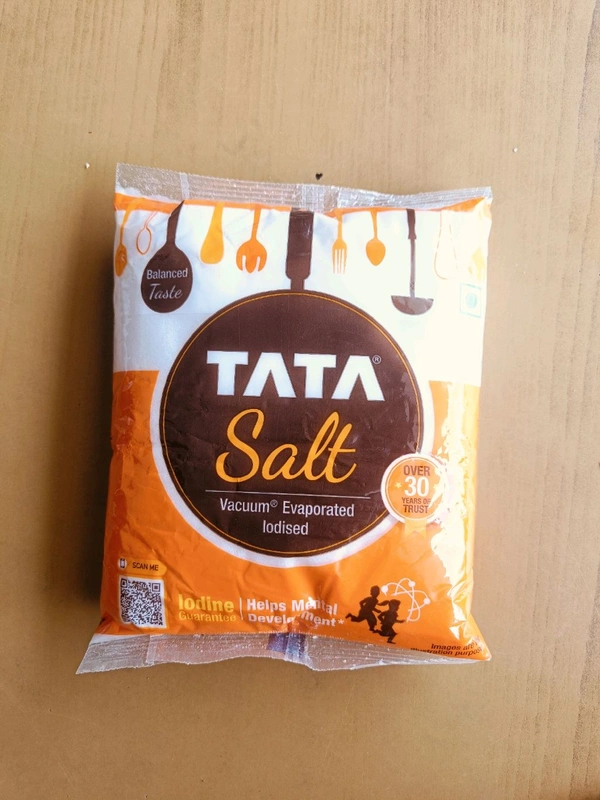 Balanced
Taste
TATA®
Salt
Vacuum® Evaporated
Iodised
OVER
30
YEARS OF
TRUST
SCAN ME
Iodine
Guarantee
Helps Mental
Development*
Images are
illustration purpose